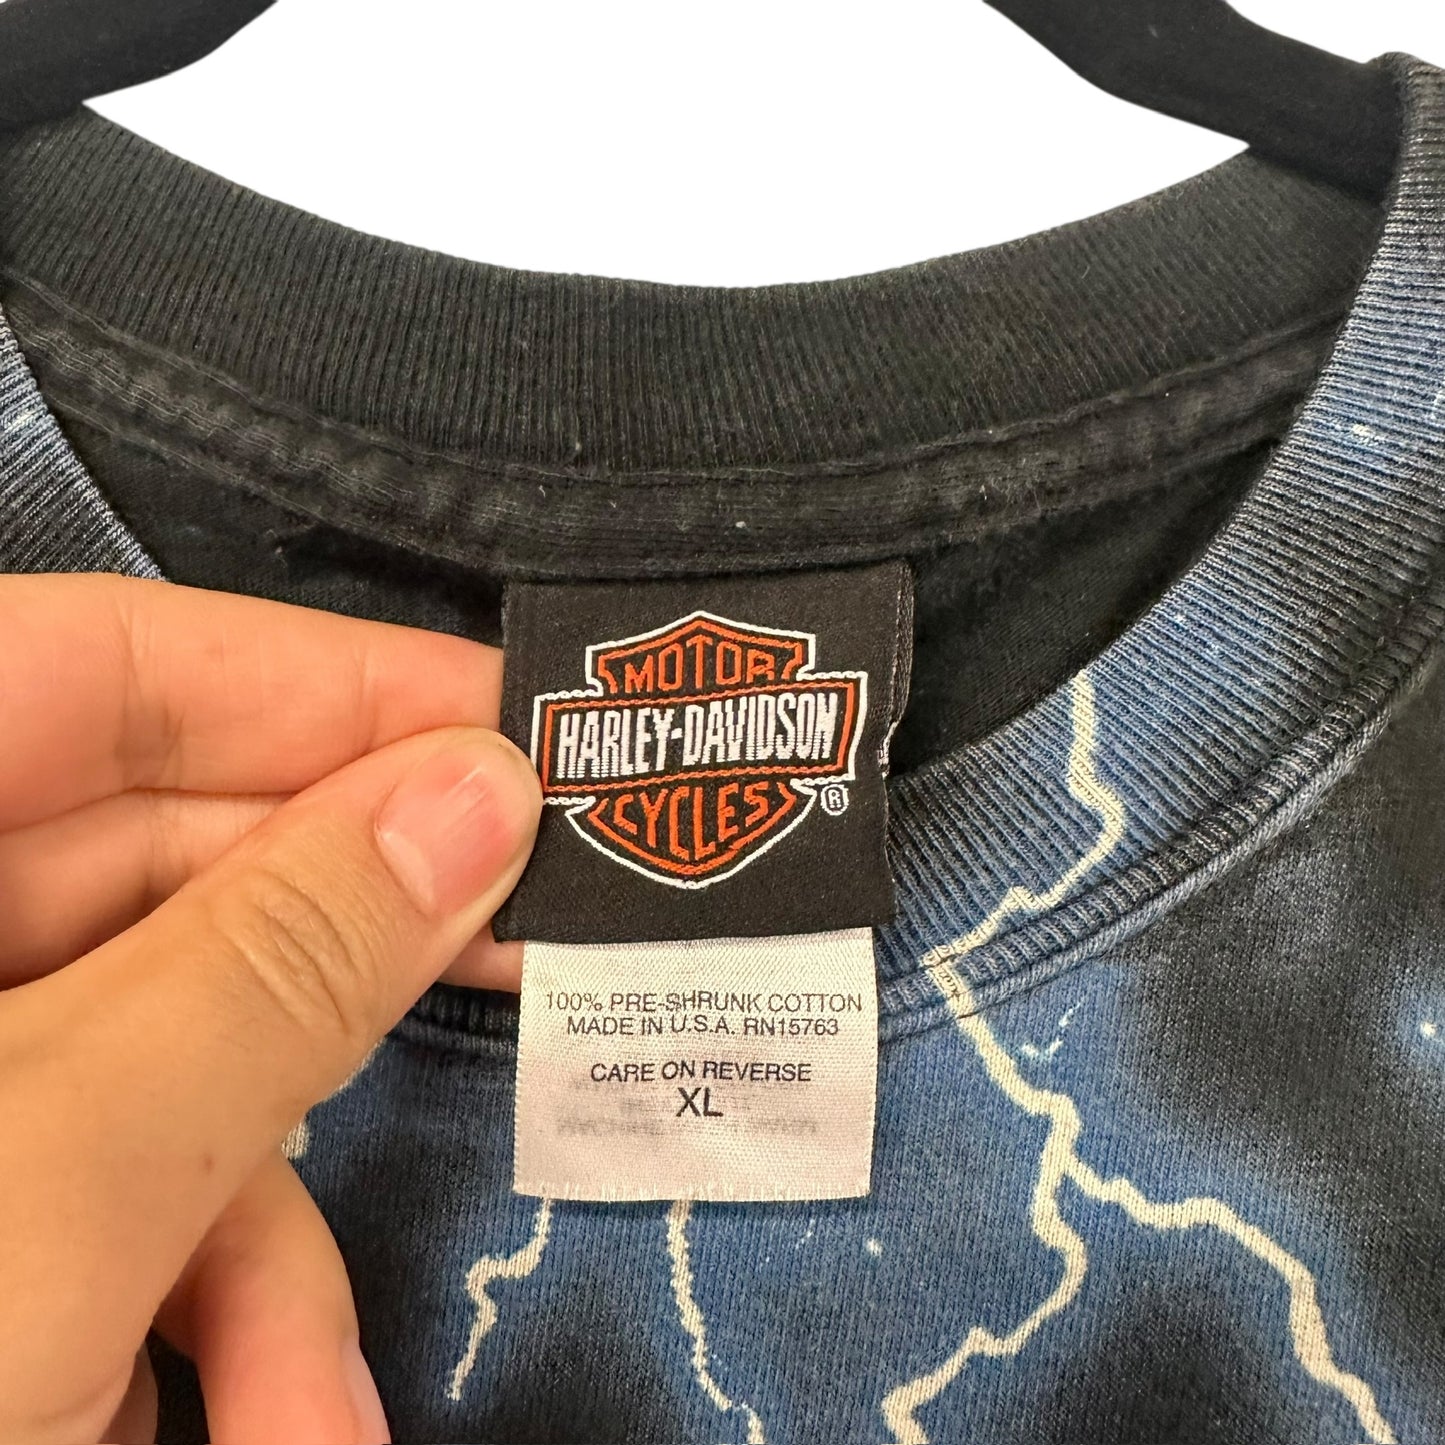 MOTOR
HARLEY-DAVIDSON
CYCLES
®
100% PRE-SHRUNK COTTON
MADE IN U.S.A. RN15763
CARE ON REVERSE
XL